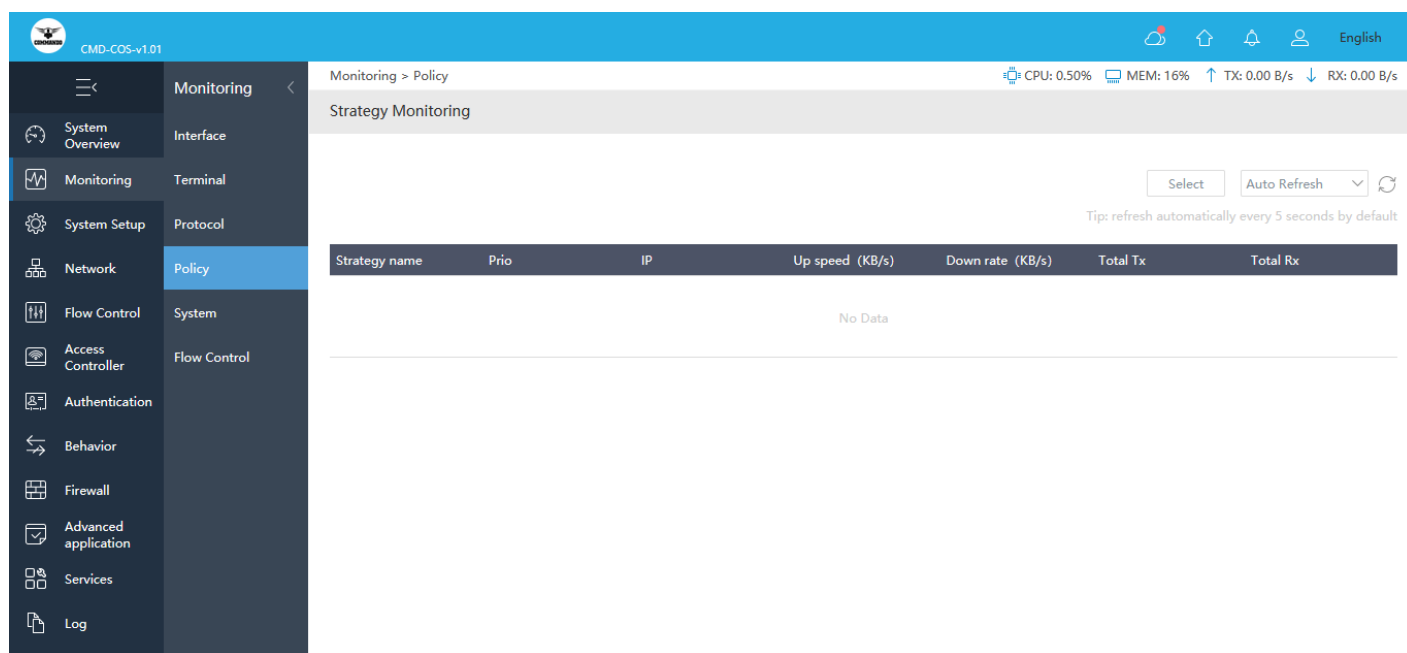 COMMANDO
CMD-COS-v1.01
English
Monitoring
Monitoring > Policy
CPU: 0.50%
MEM: 16%
TX: 0.00 B/s
RX: 0.00 B/s
Strategy Monitoring
System
Overview
Monitoring
System Setup
Network
Flow Control
Access
Controller
Authentication
Behavior
Firewall
Advanced
application
Services
Log
Interface
Terminal
Protocol
Policy
System
Flow Control
Select
Auto Refresh
Tip: refresh automatically every 5 seconds by default
Strategy name Prio IP Up speed (KB/s) Down rate (KB/s) Total Tx Total Rx
No Data